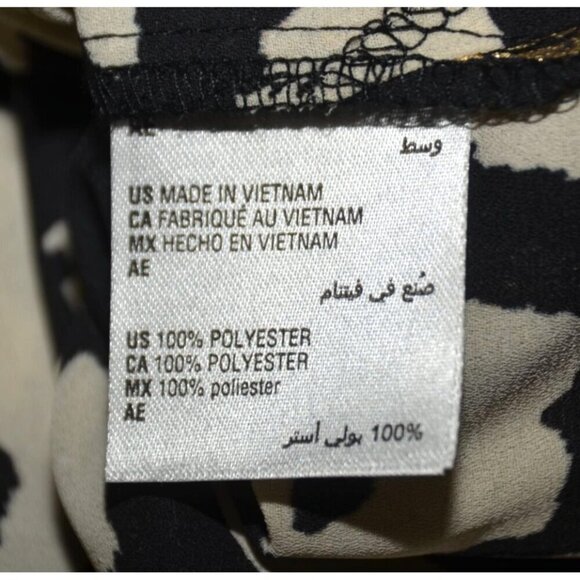 AE
وسط
US MADE IN VIETNAM
CA FABRIQUÉ AU VIETNAM
MX HECHO EN VIETNAM
AE
صُنع في فيتنام
US 100% POLYESTER
CA 100% POLYESTER
MX 100% poliester
AE
100% بولي أستر